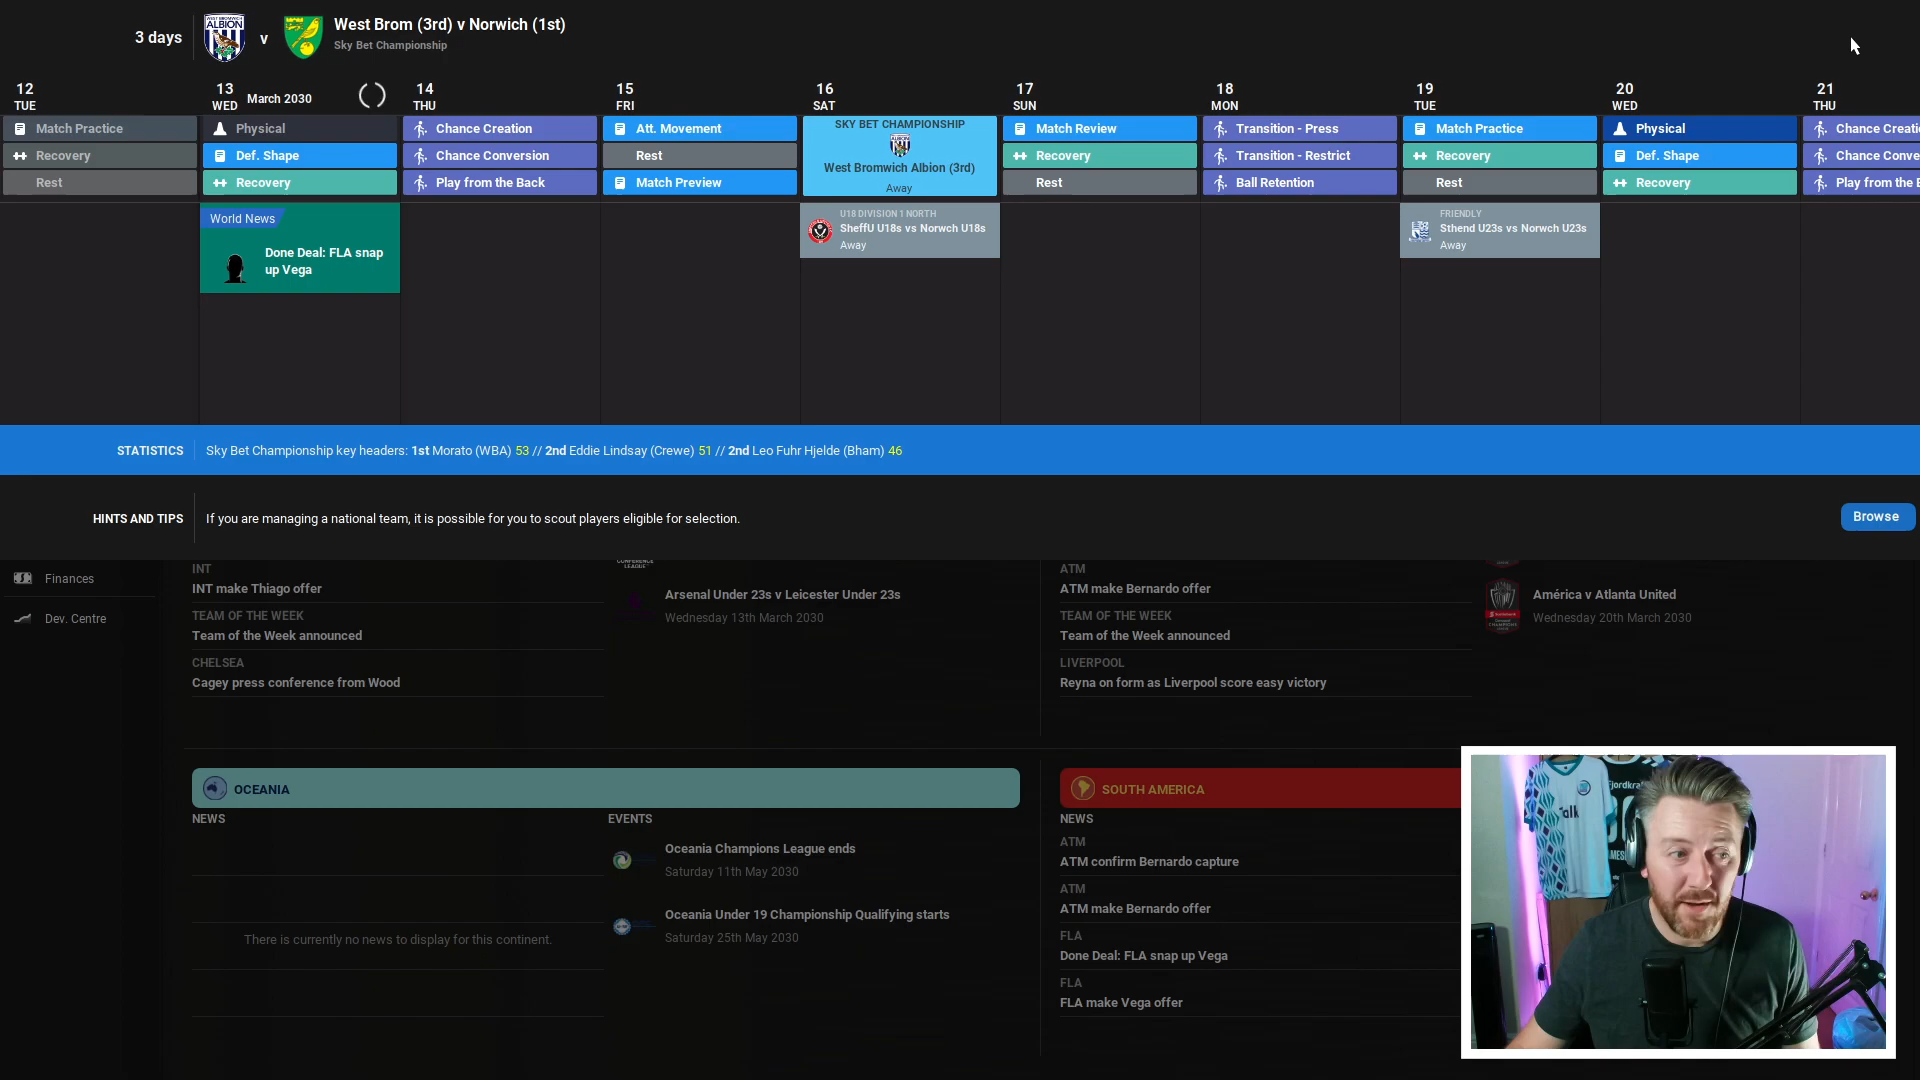 3 days
v
West Brom (3rd) v Norwich (1st)
Sky Bet Championship
12
TUE
13
WED March 2030
14
THU
15
FRI
16
SAT
17
SUN
18
MON
19
TUE
20
WED
21
THU
Match Practice
Recovery
Rest
Physical
Def. Shape
Recovery
Chance Creation
Chance Conversion
Play from the Back
Att. Movement
Rest
Match Preview
SKY BET CHAMPIONSHIP
West Bromwich Albion (3rd)
Away
Match Review
Recovery
Rest
Transition - Press
Transition - Restrict
Ball Retention
Match Practice
Recovery
Rest
Physical
Def. Shape
Recovery
Chance Creatio
Chance Conve
Play from the B
World News
Done Deal: FLA snap
up Vega
U18 DIVISION 1 NORTH
SheffU U18s vs Norwch U18s
Away
FRIENDLY
Sthend U23s vs Norwch U23s
Away
STATISTICS
Sky Bet Championship key headers: 1st Morato (WBA) 53 // 2nd Eddie Lindsay (Crewe) 51 // 2nd Leo Fuhr Hjelde (Bham) 46
HINTS AND TIPS
If you are managing a national team, it is possible for you to scout players eligible for selection.
Browse
Finances
Dev. Centre
INT
INT make Thiago offer
TEAM OF THE WEEK
Team of the Week announced
CHELSEA
Cagey press conference from Wood
CONFERENCE
LEAGUE
Arsenal Under 23s v Leicester Under 23s
Wednesday 13th March 2030
ATM
ATM make Bernardo offer
TEAM OF THE WEEK
Team of the Week announced
LIVERPOOL
Reyna on form as Liverpool score easy victory
América v Atlanta United
Wednesday 20th March 2030
OCEANIA
NEWS
There is currently no news to display for this continent.
EVENTS
Oceania Champions League ends
Saturday 11th May 2030
Oceania Under 19 Championship Qualifying starts
Saturday 25th May 2030
SOUTH AMERICA
NEWS
ATM
ATM confirm Bernardo capture
ATM
ATM make Bernardo offer
FLA
Done Deal: FLA snap up Vega
FLA
FLA make Vega offer